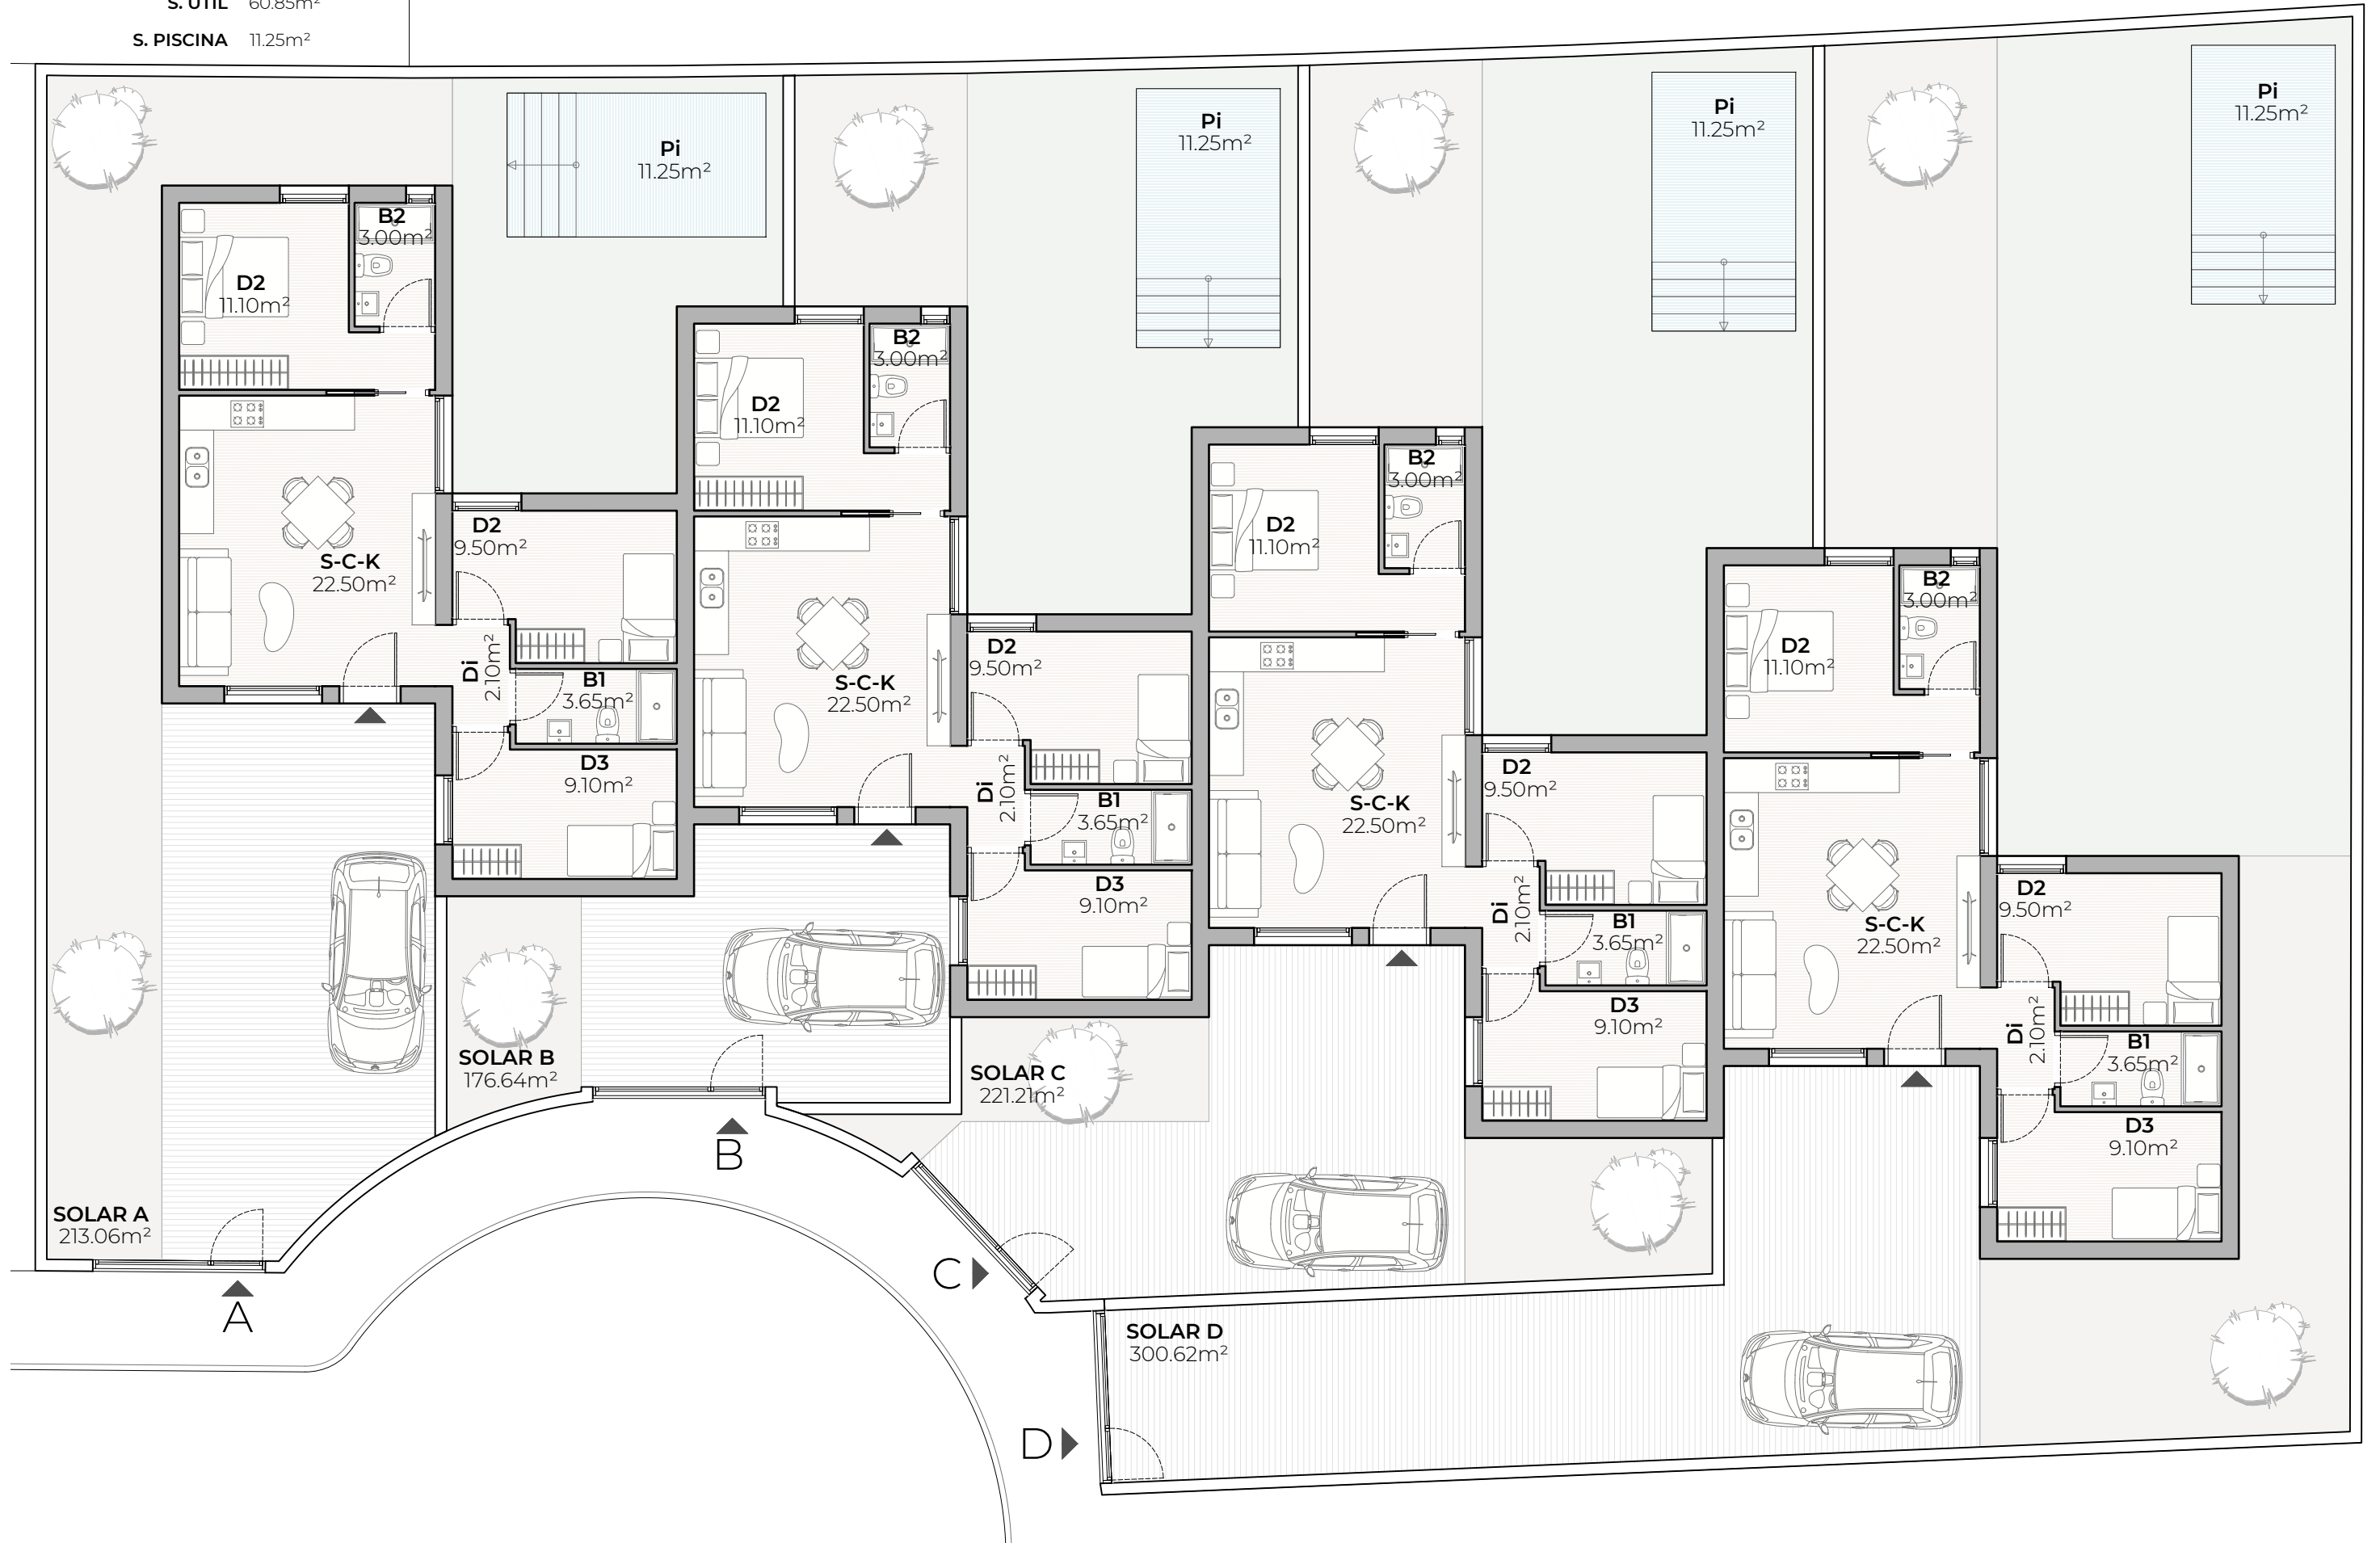 S. ÚTIL 60.85m²
S. PISCINA 11.25m²
Pi
11.25m²
Pi
11.25m²
Pi
11.25m²
Pi
11.25m²
D2
11.10m²
B2
3.00m²
S-C-K
22.50m²
D2
9.50m²
Di
2.10m²
B1
3.65m²
D3
9.10m²
SOLAR A
213.06m²
A
D2
11.10m²
B2
3.00m²
S-C-K
22.50m²
D2
9.50m²
Di
2.10m²
B1
3.65m²
D3
9.10m²
SOLAR B
176.64m²
B
D2
11.10m²
B2
3.00m²
S-C-K
22.50m²
D2
9.50m²
Di
2.10m²
B1
3.65m²
D3
9.10m²
SOLAR C
221.21m²
C
D2
11.10m²
B2
3.00m²
S-C-K
22.50m²
D2
9.50m²
Di
2.10m²
B1
3.65m²
D3
9.10m²
SOLAR D
300.62m²
D